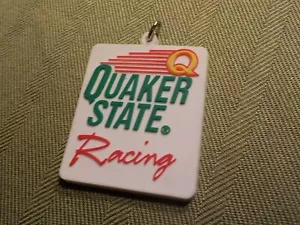 Q
QUAKER
STATE®
Racing